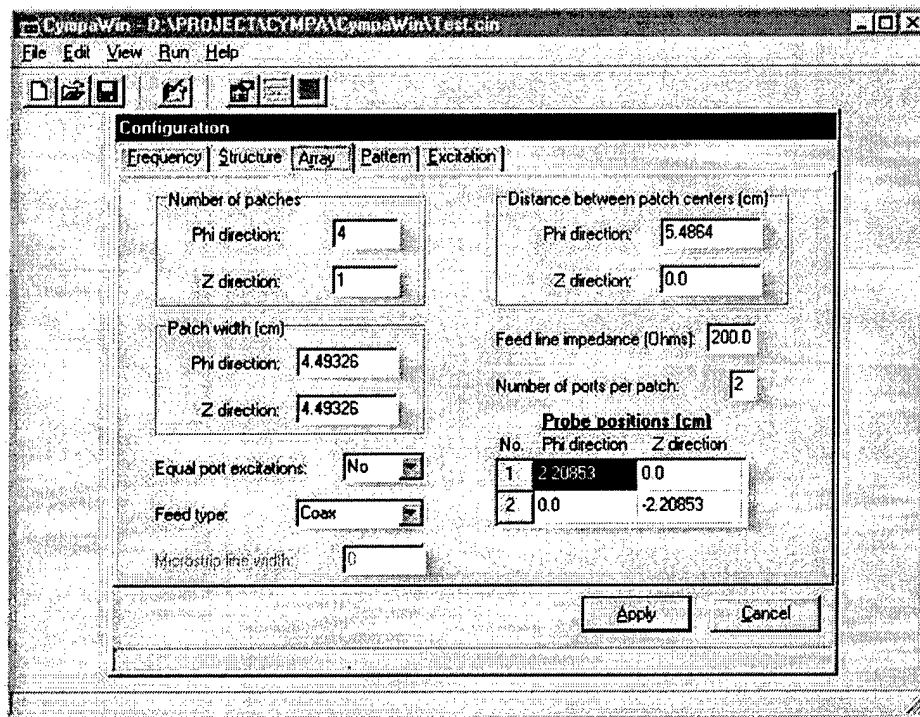 CympaWin - D:\PROJECT\CYMPA\CympaWin\Test.cin
File Edit View Run Help
Configuration
Frequency Structure Array Pattern Excitation
Number of patches
Phi direction: 4
Z direction: 1
Distance between patch centers (cm)
Phi direction: 5.4864
Z direction: 0.0
Patch width (cm)
Phi direction: 4.49326
Z direction: 4.49326
Feed line impedance (Ohms): 200.0
Number of ports per patch: 2
Probe positions (cm)
No. Phi direction Z direction
1 2.20853 0.0
2 0.0 -2.20853
Equal port excitations: No
Feed type: Coax
Microstrip line width: 0
Apply Cancel